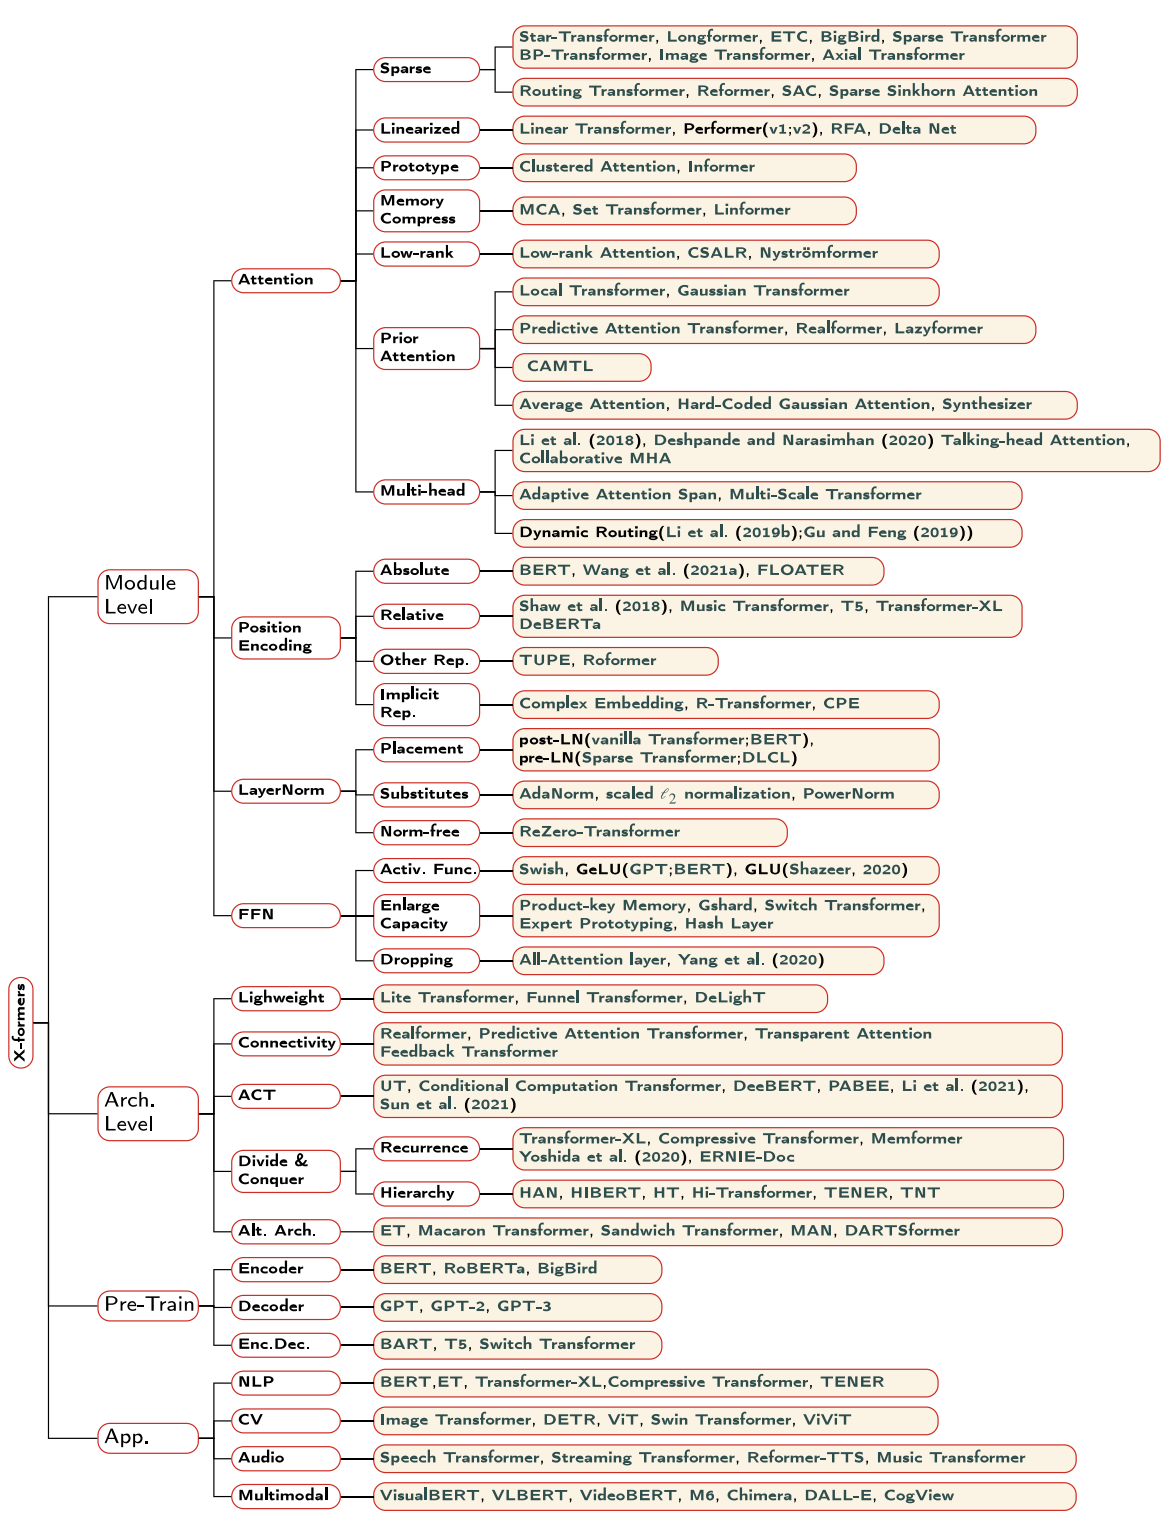 X-formers
Module
Level
Attention
Sparse
Star-Transformer, Longformer, ETC, BigBird, Sparse Transformer
BP-Transformer, Image Transformer, Axial Transformer
Routing Transformer, Reformer, SAC, Sparse Sinkhorn Attention
Linearized
Linear Transformer, Performer(v1;v2), RFA, Delta Net
Prototype
Clustered Attention, Informer
Memory
Compress
MCA, Set Transformer, Linformer
Low-rank
Low-rank Attention, CSALR, Nyströmformer
Prior
Attention
Local Transformer, Gaussian Transformer
Predictive Attention Transformer, Realformer, Lazyformer
CAMTL
Average Attention, Hard-Coded Gaussian Attention, Synthesizer
Multi-head
Li et al. (2018), Deshpande and Narasimhan (2020) Talking-head Attention,
Collaborative MHA
Adaptive Attention Span, Multi-Scale Transformer
Dynamic Routing(Li et al. (2019b);Gu and Feng (2019))
Position
Encoding
Absolute
BERT, Wang et al. (2021a), FLOATER
Relative
Shaw et al. (2018), Music Transformer, T5, Transformer-XL
DeBERTa
Other Rep.
TUPE, Roformer
Implicit
Rep.
Complex Embedding, R-Transformer, CPE
LayerNorm
Placement
post-LN(vanilla Transformer;BERT),
pre-LN(Sparse Transformer;DLCL)
Substitutes
AdaNorm, scaled ℓ2 normalization, PowerNorm
Norm-free
ReZero-Transformer
FFN
Activ. Func.
Swish, GeLU(GPT;BERT), GLU(Shazeer, 2020)
Enlarge
Capacity
Product-key Memory, Gshard, Switch Transformer,
Expert Prototyping, Hash Layer
Dropping
All-Attention layer, Yang et al. (2020)
Arch.
Level
Lighweight
Lite Transformer, Funnel Transformer, DeLighT
Connectivity
Realformer, Predictive Attention Transformer, Transparent Attention
Feedback Transformer
ACT
UT, Conditional Computation Transformer, DeeBERT, PABEE, Li et al. (2021),
Sun et al. (2021)
Divide &
Conquer
Recurrence
Transformer-XL, Compressive Transformer, Memformer
Yoshida et al. (2020), ERNIE-Doc
Hierarchy
HAN, HIBERT, HT, Hi-Transformer, TENER, TNT
Alt. Arch.
ET, Macaron Transformer, Sandwich Transformer, MAN, DARTSformer
Pre-Train
Encoder
BERT, RoBERTa, BigBird
Decoder
GPT, GPT-2, GPT-3
Enc.Dec.
BART, T5, Switch Transformer
App.
NLP
BERT,ET, Transformer-XL,Compressive Transformer, TENER
CV
Image Transformer, DETR, ViT, Swin Transformer, ViViT
Audio
Speech Transformer, Streaming Transformer, Reformer-TTS, Music Transformer
Multimodal
VisualBERT, VLBERT, VideoBERT, M6, Chimera, DALL-E, CogView